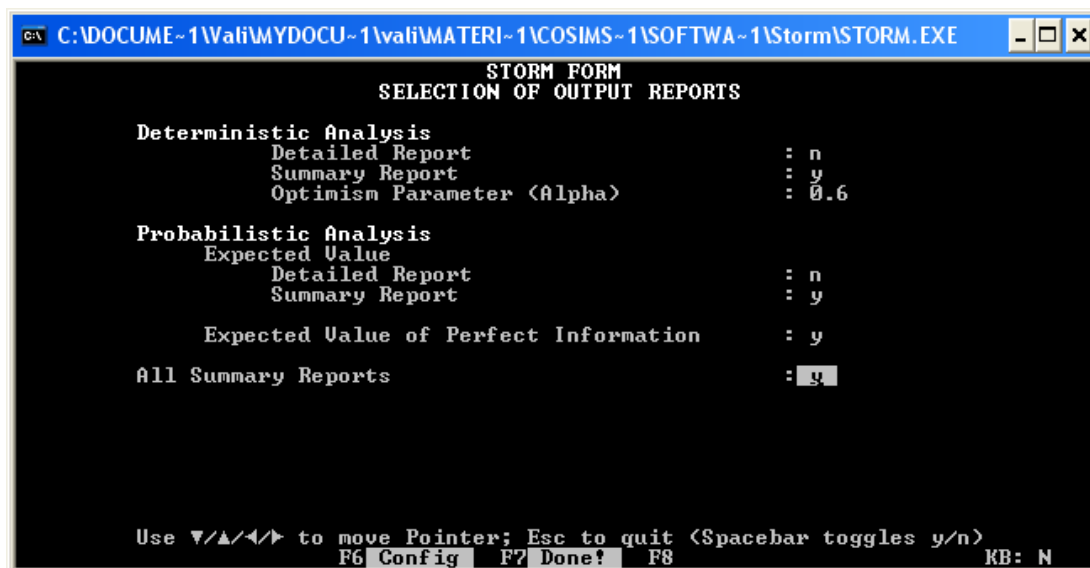 C:\DOCUME~1\Vali\MYDOCU~1\vali\MATERI~1\COSIMS~1\SOFTWA~1\Storm\STORM.EXE
STORM FORM
SELECTION OF OUTPUT REPORTS
Deterministic Analysis
Detailed Report : n
Summary Report : y
Optimism Parameter (Alpha) : 0.6
Probabilistic Analysis
Expected Value
Detailed Report : n
Summary Report : y
Expected Value of Perfect Information : y
All Summary Reports : y
Use ▼/▲/◄/► to move Pointer; Esc to quit (Spacebar toggles y/n)
F6 Config F7 Done! F8 KB: N